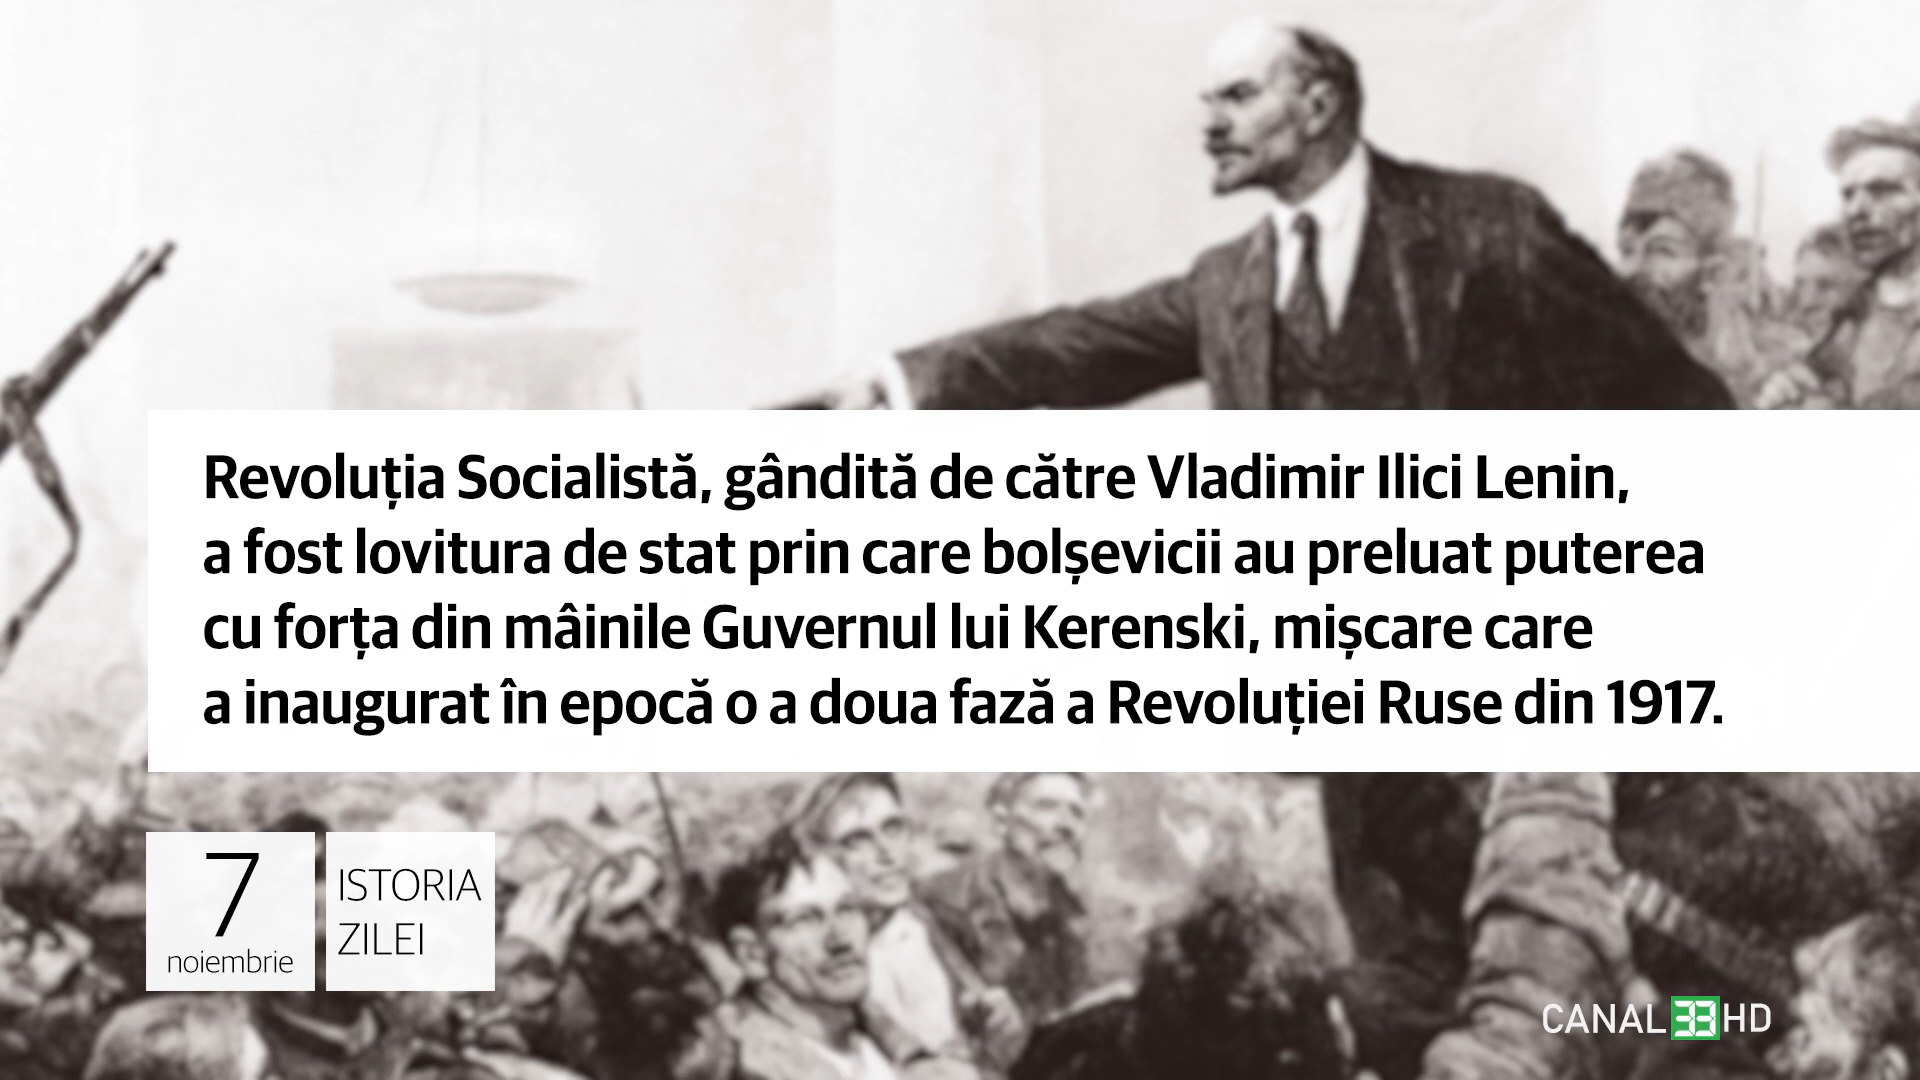 Revoluția Socialistă, gândită de către Vladimir Ilici Lenin,
a fost lovitura de stat prin care bolșevicii au preluat puterea
cu forța din mâinile Guvernul lui Kerenski, mișcare care
a inaugurat în epocă o a doua fază a Revoluției Ruse din 1917.
7
noiembrie
ISTORIA
ZILEI
CANAL 33 HD